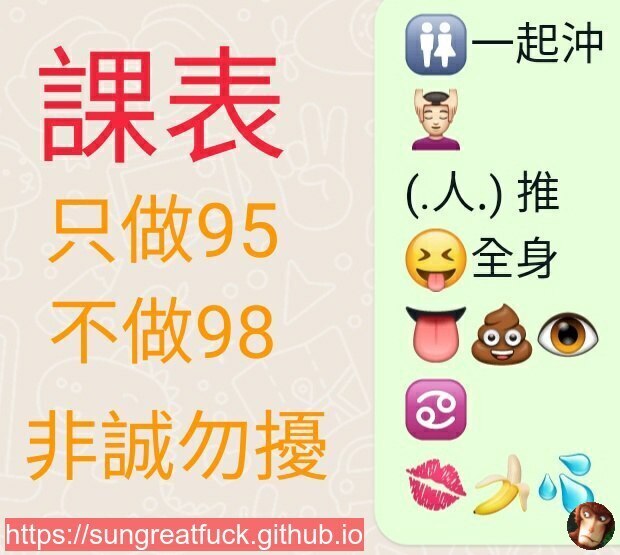 課表
只做95
不做98
非誠勿擾
https://sungreatfuck.github.io
🚻一起沖
💆🏻‍♂️
(.人.) 推
😝全身
👅💩👁️
♋
💋🍌💦